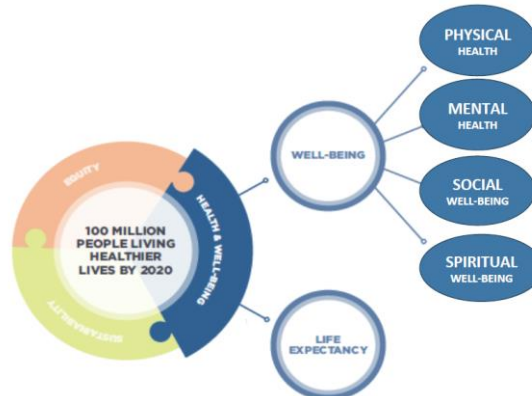 EQUITY
HEALTH & WELL-BEING
SUSTAINABILITY
100 MILLION
PEOPLE LIVING
HEALTHIER
LIVES BY 2020
WELL-BEING
LIFE
EXPECTANCY
PHYSICAL
HEALTH
MENTAL
HEALTH
SOCIAL
WELL-BEING
SPIRITUAL
WELL-BEING